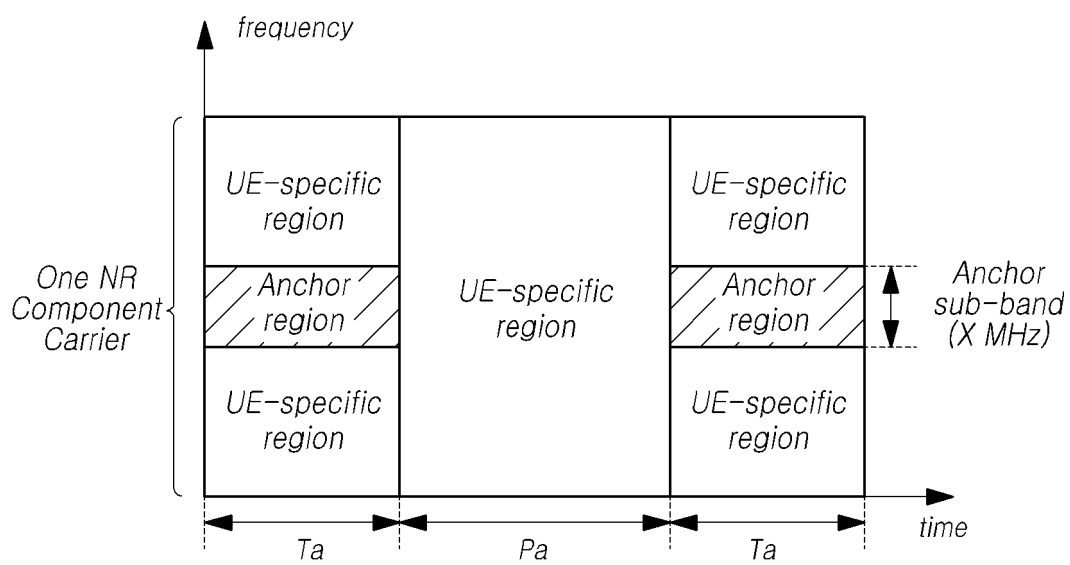 frequency
UE-specific
region
UE-specific
region
One NR
Component
Carrier
Anchor
region
UE-specific
region
Anchor
region
Anchor
sub-band
(X MHz)
UE-specific
region
UE-specific
region
time
Ta
Pa
Ta